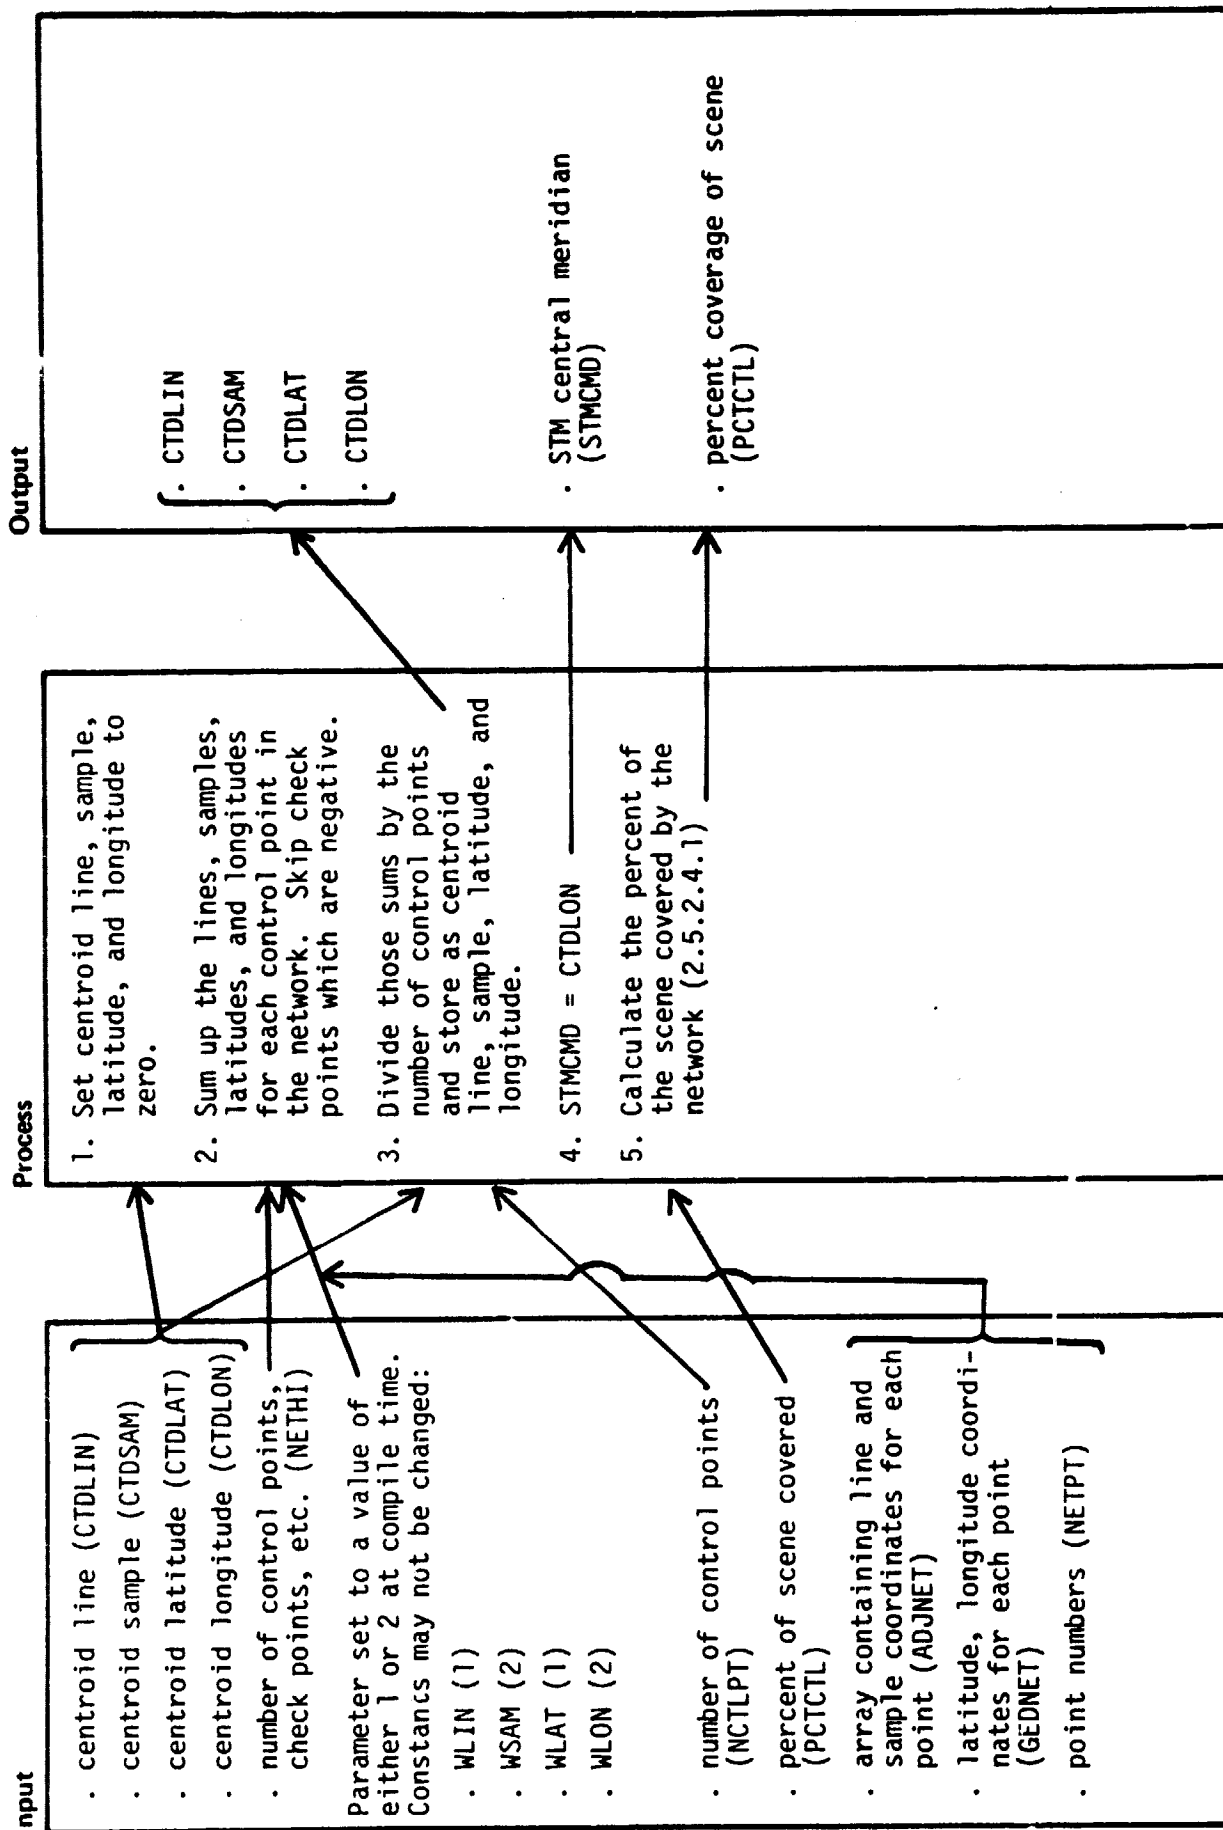 nput
. centroid line (CTDLIN)
. centroid sample (CTDSAM)
. centroid latitude (CTDLAT)
. centroid longitude (CTDLON)
. number of control points,
check points, etc. (NETHI)
Parameter set to a value of
either 1 or 2 at compile time.
Constancs may not be changed:
. WLIN (1)
. WSAM (2)
. WLAT (1)
. WLON (2)
. number of control points
(NCTLPT)
. percent of scene covered
(PCTCTL)
. array containing line and
sample coordinates for each
point (ADJNET)
. latitude, longitude coordi-
nates for each point
(GEDNET)
. point numbers (NETPT)
Process
1. Set centroid line, sample,
latitude, and longitude to
zero.
2. Sum up the lines, samples,
latitudes, and longitudes
for each control point in
the network. Skip check
points which are negative.
3. Divide those sums by the
number of control points
and store as centroid
line, sample, latitude, and
longitude.
4. STMCMD = CTDLON
5. Calculate the percent of
the scene covered by the
network (2.5.2.4.1)
Output
. CTDLIN
. CTDSAM
. CTDLAT
. CTDLON
. STM central meridian
(STMCMD)
. percent coverage of scene
(PCTCTL)